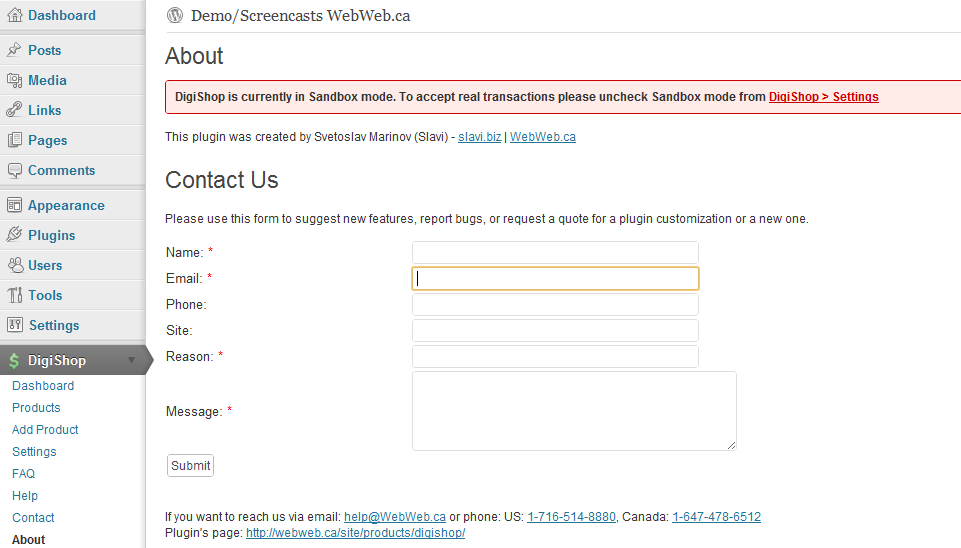 Dashboard
Posts
Media
Links
Pages
Comments
Appearance
Plugins
Users
Tools
Settings
$ DigiShop
Dashboard
Products
Add Product
Settings
FAQ
Help
Contact
About
Demo/Screencasts WebWeb.ca
About
DigiShop is currently in Sandbox mode. To accept real transactions please uncheck Sandbox mode from DigiShop > Settings
This plugin was created by Svetoslav Marinov (Slavi) - slavi.biz | WebWeb.ca
Contact Us
Please use this form to suggest new features, report bugs, or request a quote for a plugin customization or a new one.
Name: *
Email: *
Phone:
Site:
Reason: *
Message: *
Submit
If you want to reach us via email: help@WebWeb.ca or phone: US: 1-716-514-8880, Canada: 1-647-478-6512
Plugin's page: http://webweb.ca/site/products/digishop/